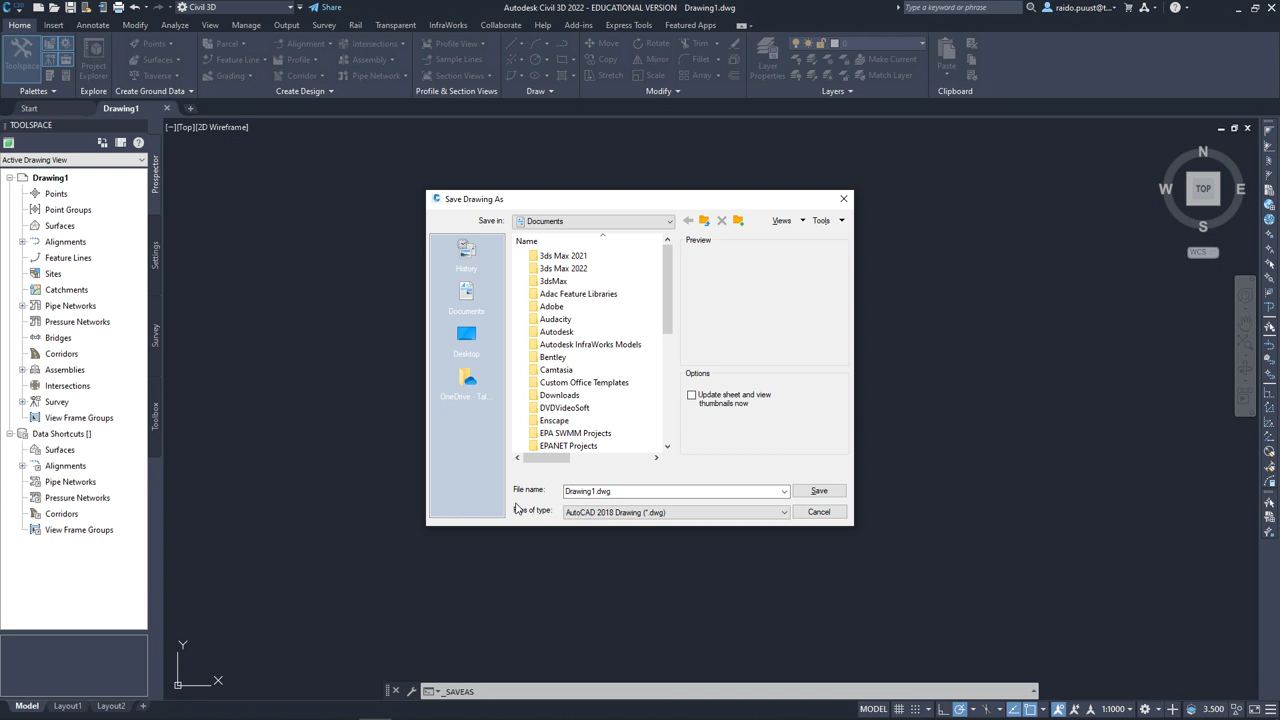 Civil 3D
Share
Autodesk Civil 3D 2022 - EDUCATIONAL VERSION Drawing1.dwg
Type a keyword or phrase
raido.puust@t...
Home Insert Annotate Modify Analyze View Manage Output Survey Rail Transparent InfraWorks Collaborate Help Add-ins Express Tools Featured Apps
Toolspace
Project Explorer
Points
Surfaces
Traverse
Parcel
Feature Line
Grading
Alignment
Profile
Corridor
Intersections
Assembly
Pipe Network
Profile View
Sample Lines
Section Views
Move
Copy
Stretch
Rotate
Mirror
Scale
Trim
Fillet
Array
Layer Properties
0
Make Current
Match Layer
Paste
Palettes Explore Create Ground Data Create Design Profile & Section Views Draw Modify Layers Clipboard
Start Drawing1
TOOLSPACE
[−][Top][2D Wireframe]
Active Drawing View
Drawing1
Points
Point Groups
Surfaces
Alignments
Feature Lines
Sites
Catchments
Pipe Networks
Pressure Networks
Bridges
Corridors
Assemblies
Intersections
Survey
View Frame Groups
Data Shortcuts []
Surfaces
Alignments
Pipe Networks
Pressure Networks
Corridors
View Frame Groups
Prospector
Settings
Survey
Toolbox
Save Drawing As
Save in: Documents
Views Tools
History
Documents
Desktop
OneDrive - Tal...
Name
3ds Max 2021
3ds Max 2022
3dsMax
Adac Feature Libraries
Adobe
Audacity
Autodesk
Autodesk InfraWorks Models
Bentley
Camtasia
Custom Office Templates
Downloads
DVDVideoSoft
Enscape
EPA SWMM Projects
EPANET Projects
Preview
Options
Update sheet and view
thumbnails now
File name: Drawing1.dwg Save
of type: AutoCAD 2018 Drawing (*.dwg) Cancel
N
W TOP E
S
WCS
Y
X
_SAVEAS
Model Layout1 Layout2
MODEL 1:1000 3.500